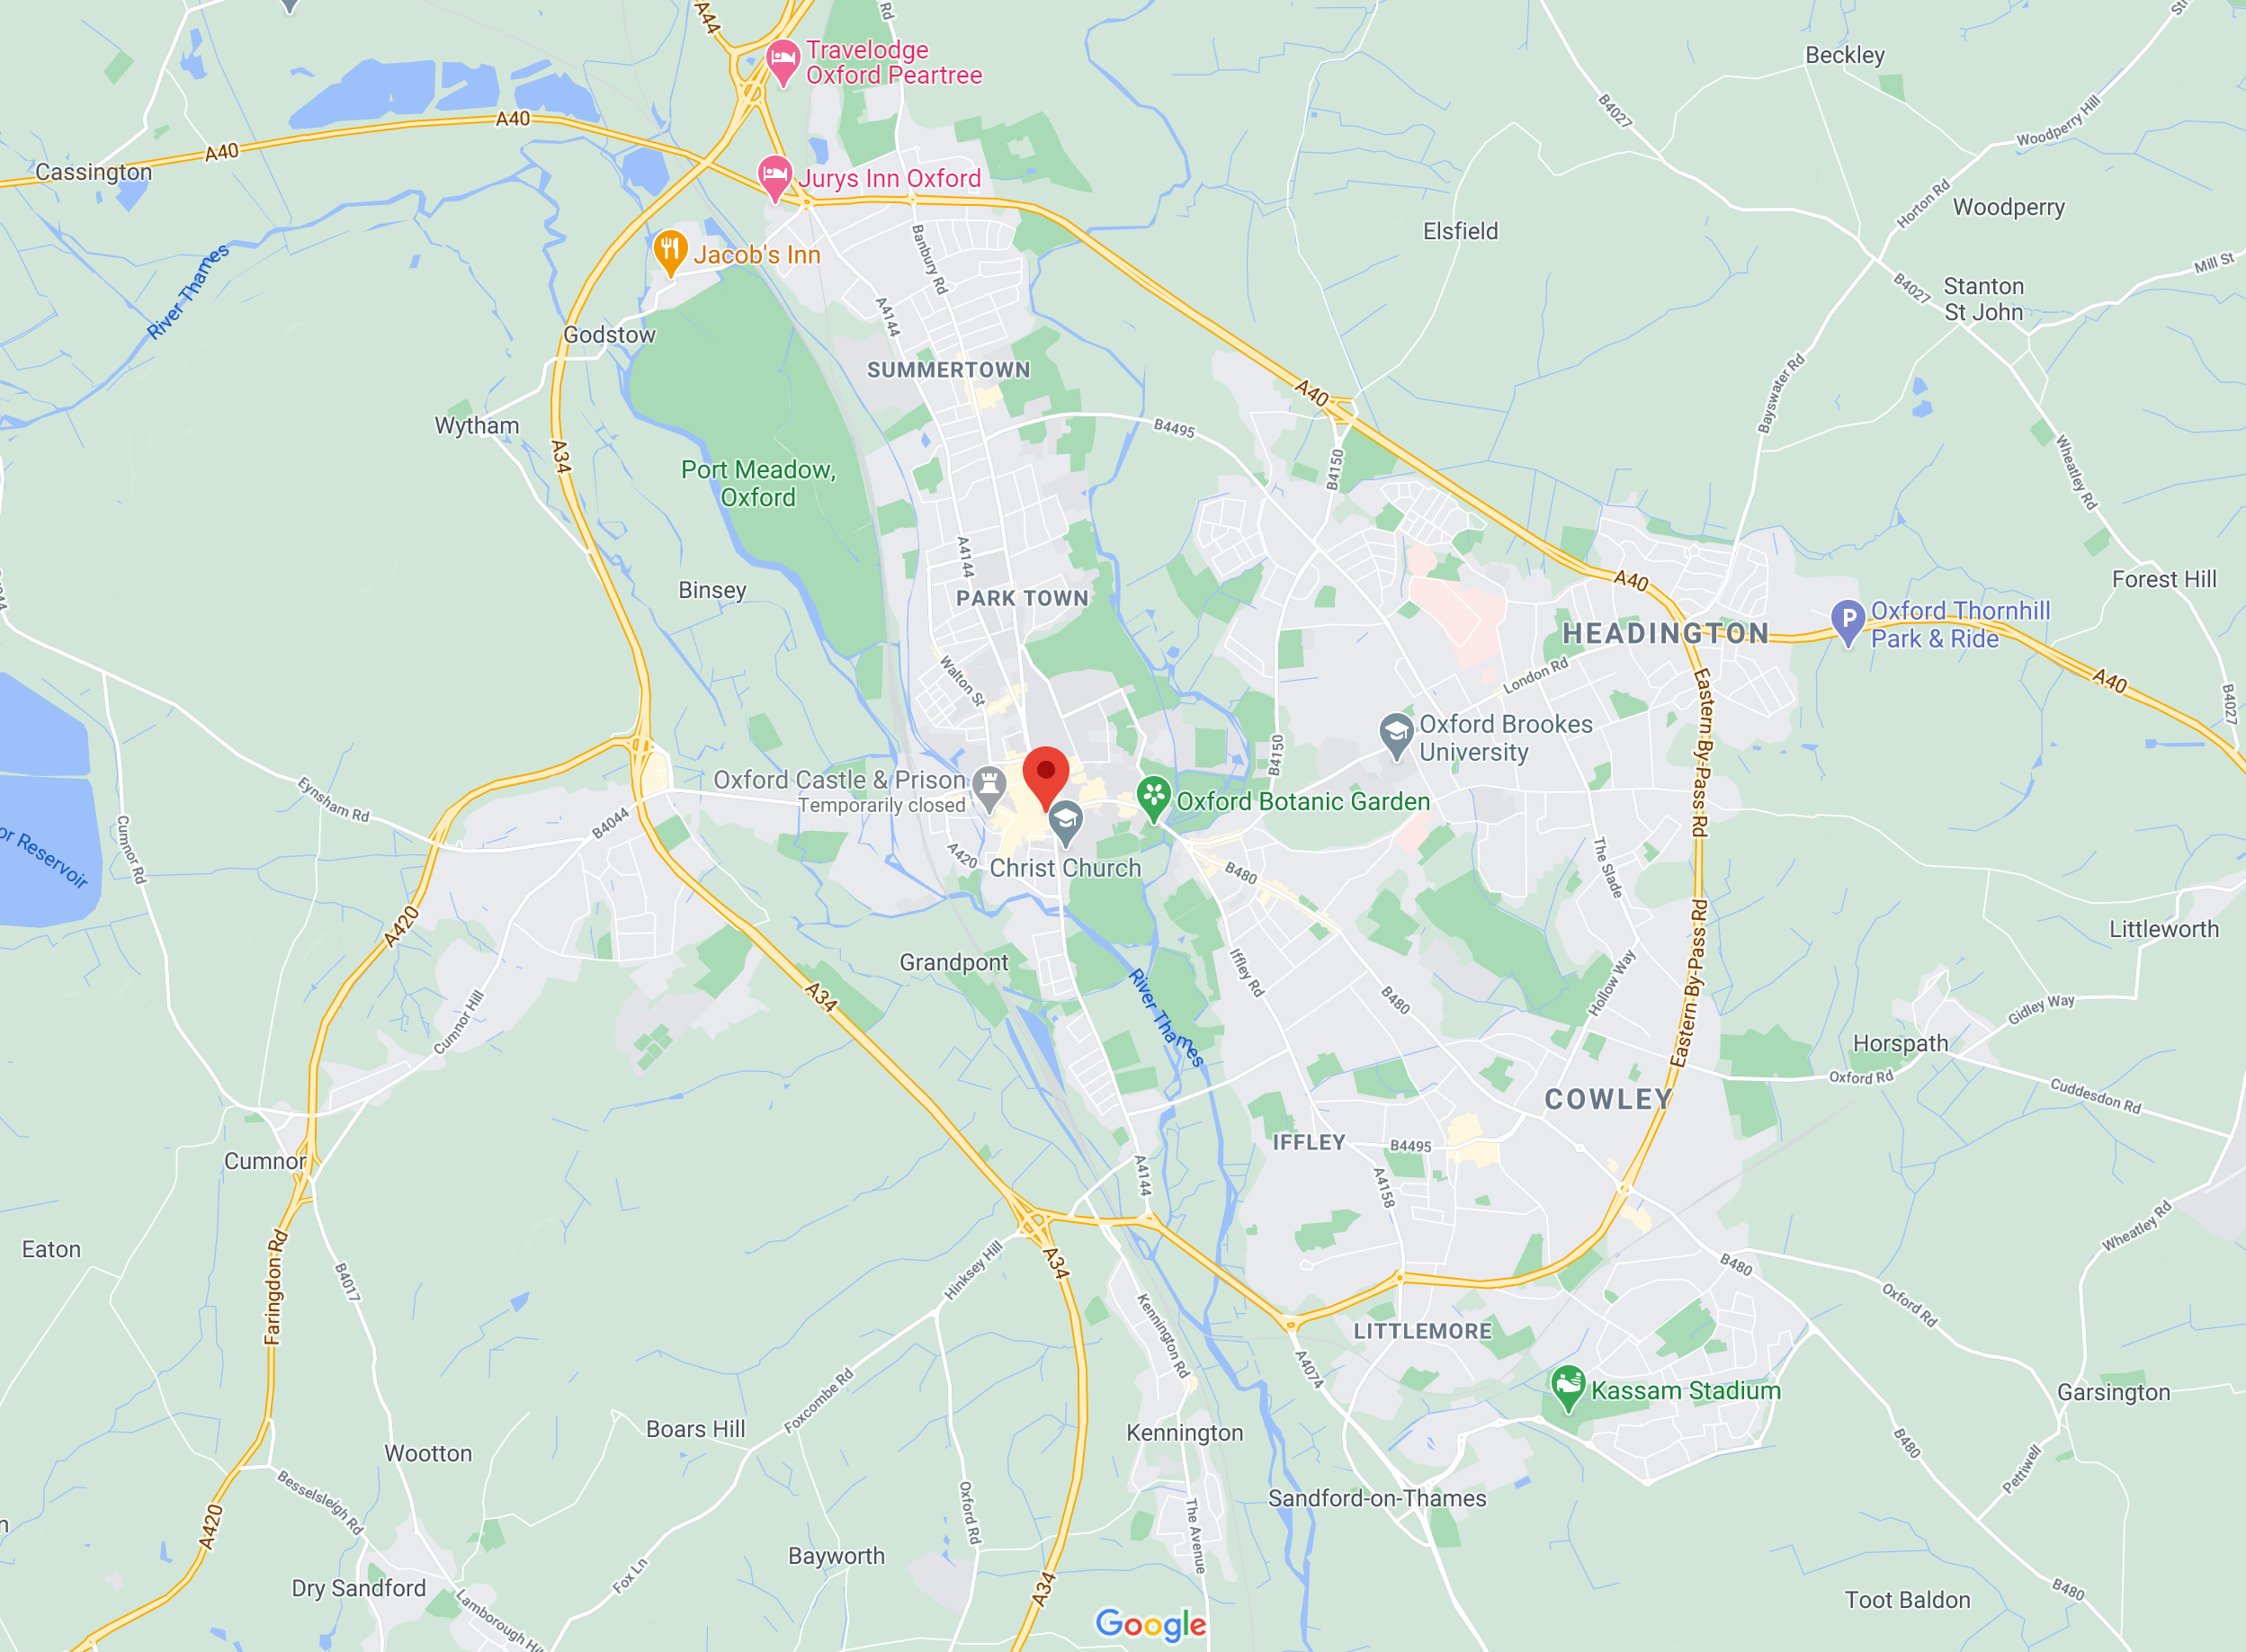 A44
Rd
Travelodge
Oxford Peartree
Beckley
B4027
Woodperry Hill
A40
A40
Cassington
Jurys Inn Oxford
Horton Rd
Woodperry
Elsfield
Jacob's Inn
Banbury Rd
River Thames
Mill St
B4027
Stanton
St John
A4144
Godstow
SUMMERTOWN
A40
Bayswater Rd
Wytham
B4495
A34
B4150
Port Meadow,
Oxford
Wheatley Rd
A4144
Binsey
PARK TOWN
A40
Forest Hill
Oxford Thornhill
Park & Ride
HEADINGTON
Walton St
London Rd
A40
B4027
Eastern By-Pass Rd
Oxford Brookes
University
B4150
Oxford Castle & Prison
Temporarily closed
Oxford Botanic Garden
Eynsham Rd
B4044
Cumnor Rd
or Reservoir
A420
Christ Church
B480
The Slade
A420
Littleworth
Eastern By-Pass Rd
Grandpont
Iffley Rd
River Thames
A34
B480
Hollow Way
Gidley Way
Cumnor Hill
Horspath
Oxford Rd
Cuddesdon Rd
COWLEY
IFFLEY
B4495
Cumnor
A4144
A4158
Wheatley Rd
Eaton
Faringdon Rd
B4017
Hinksey Hill
A34
B480
Oxford Rd
Kennington Rd
LITTLEMORE
A4074
Foxcombe Rd
Kassam Stadium
Garsington
Boars Hill
Kennington
Wootton
B480
Pettiwell
Besselsleigh Rd
Sandford-on-Thames
Oxford Rd
The Avenue
A420
n
Bayworth
Fox Ln
Dry Sandford
A34
B480
Toot Baldon
Lamborough Hill
Google